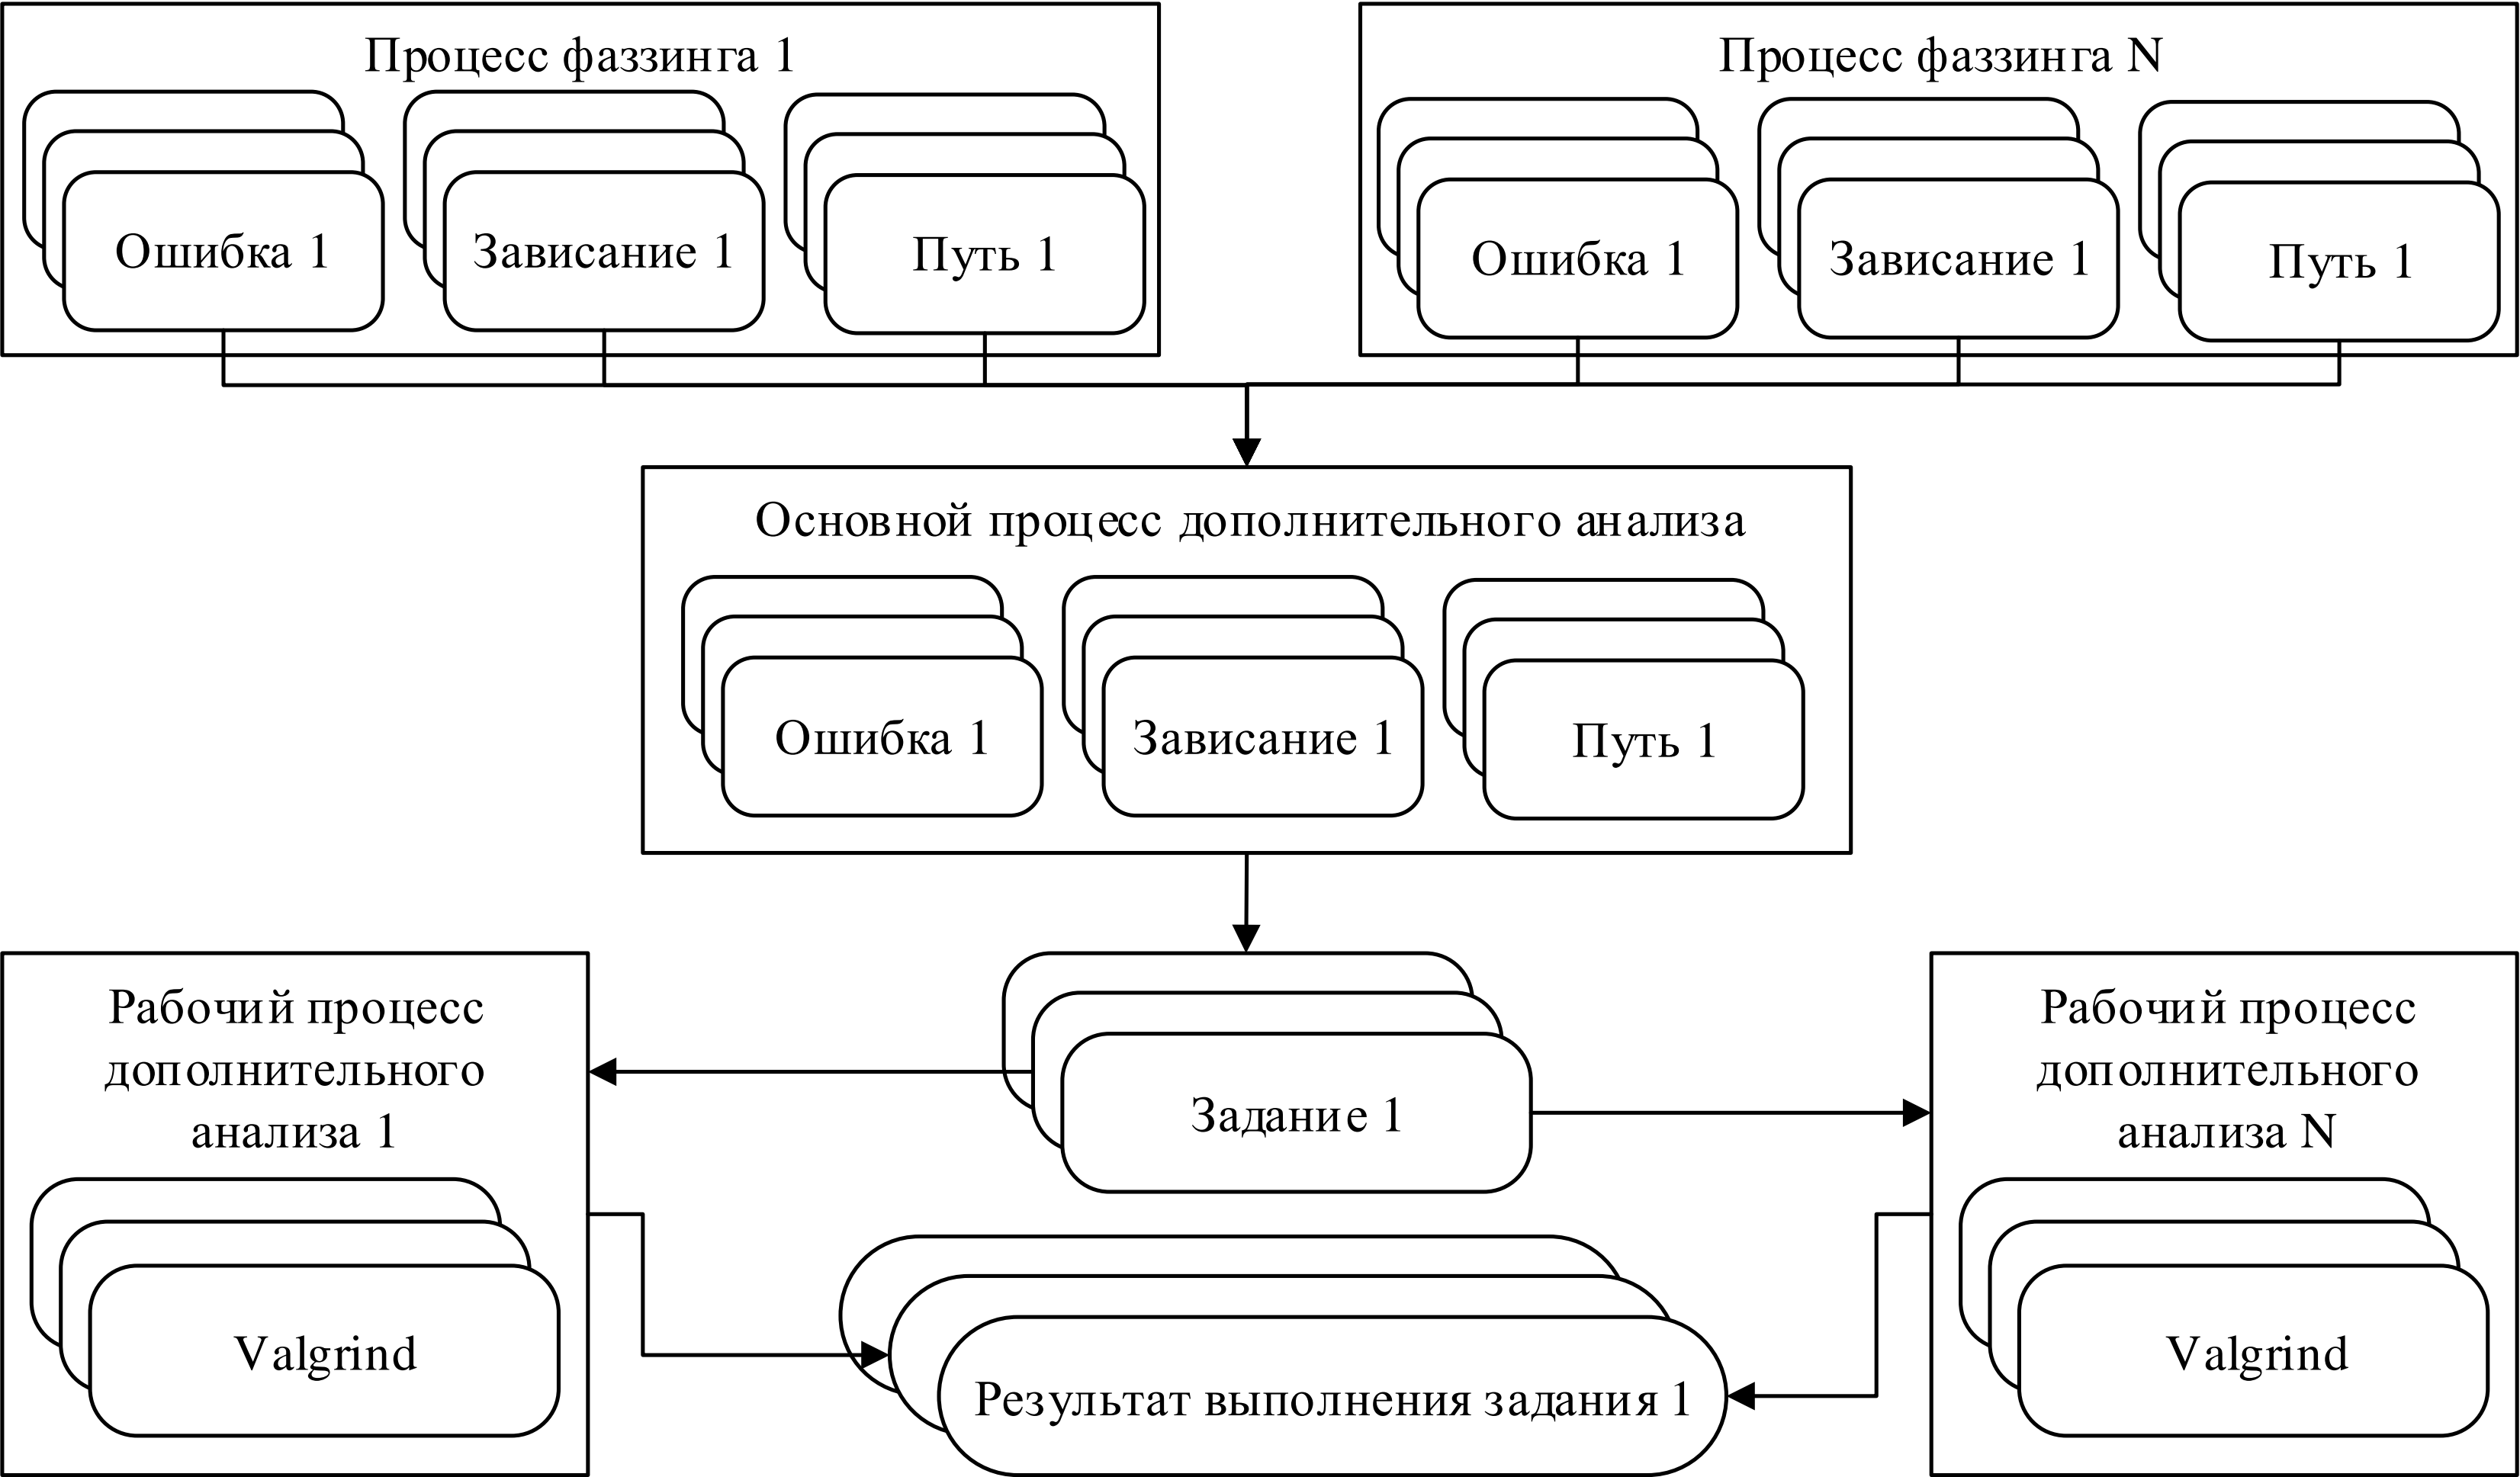 Процесс фаззинга 1
Ошибка 1
Зависание 1
Путь 1
Процесс фаззинга N
Ошибка 1
Зависание 1
Путь 1
Основной процесс дополнительного анализа
Ошибка 1
Зависание 1
Путь 1
Рабочий процесс
дополнительного
анализа 1
Valgrind
Задание 1
Результат выполнения задания 1
Рабочий процесс
дополнительного
анализа N
Valgrind